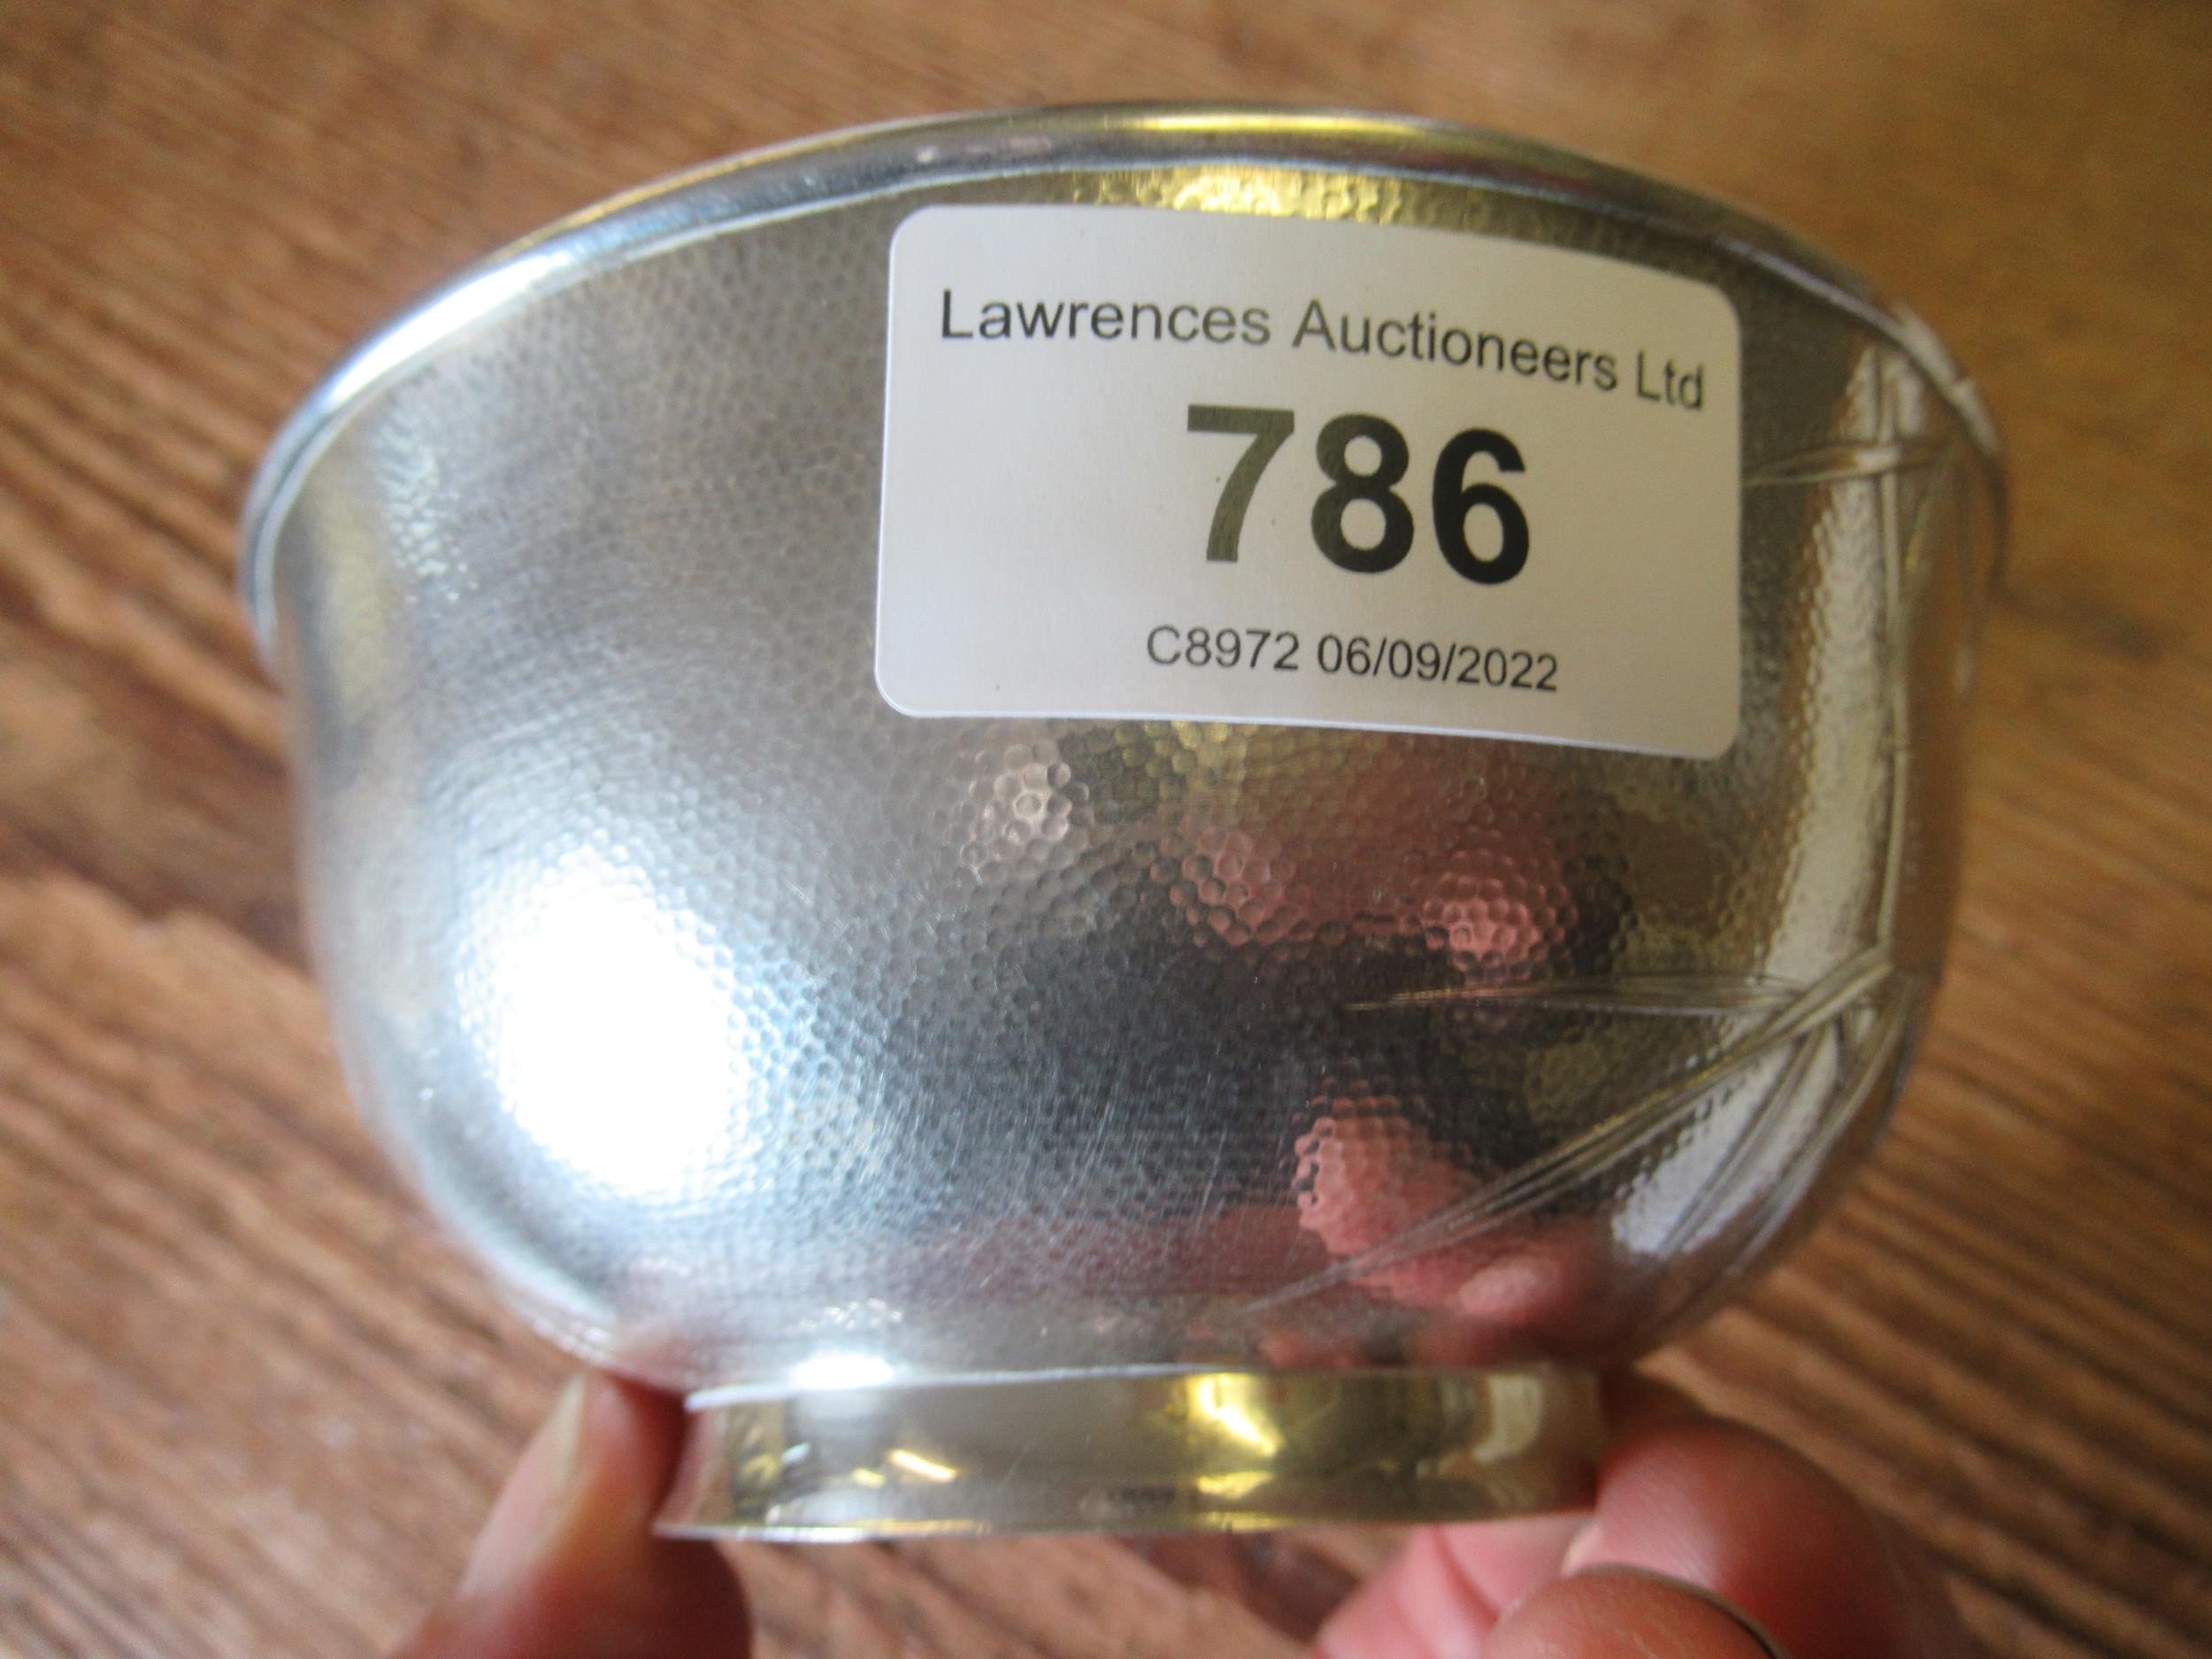 Lawrences Auctioneers Ltd
786
C8972 06/09/2022